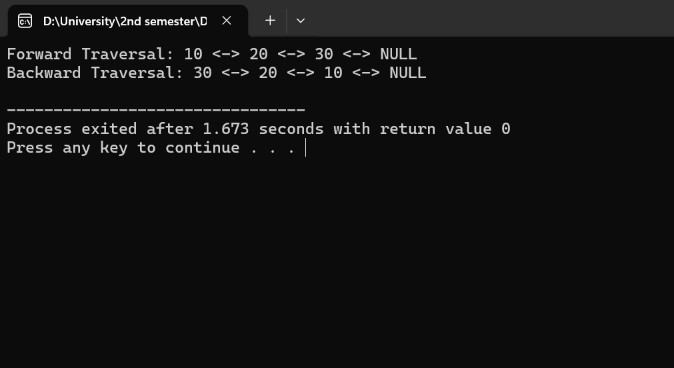 D:\University\2nd semester\D
Forward Traversal: 10 <-> 20 <-> 30 <-> NULL
Backward Traversal: 30 <-> 20 <-> 10 <-> NULL
--------------------------------
Process exited after 1.673 seconds with return value 0
Press any key to continue . . .